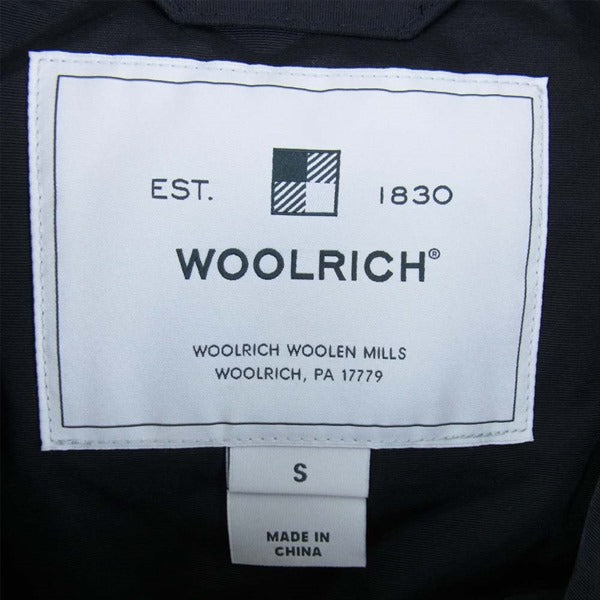 EST. 1830
WOOLRICH®
WOOLRICH WOOLEN MILLS
WOOLRICH, PA 17779
S
MADE IN
CHINA